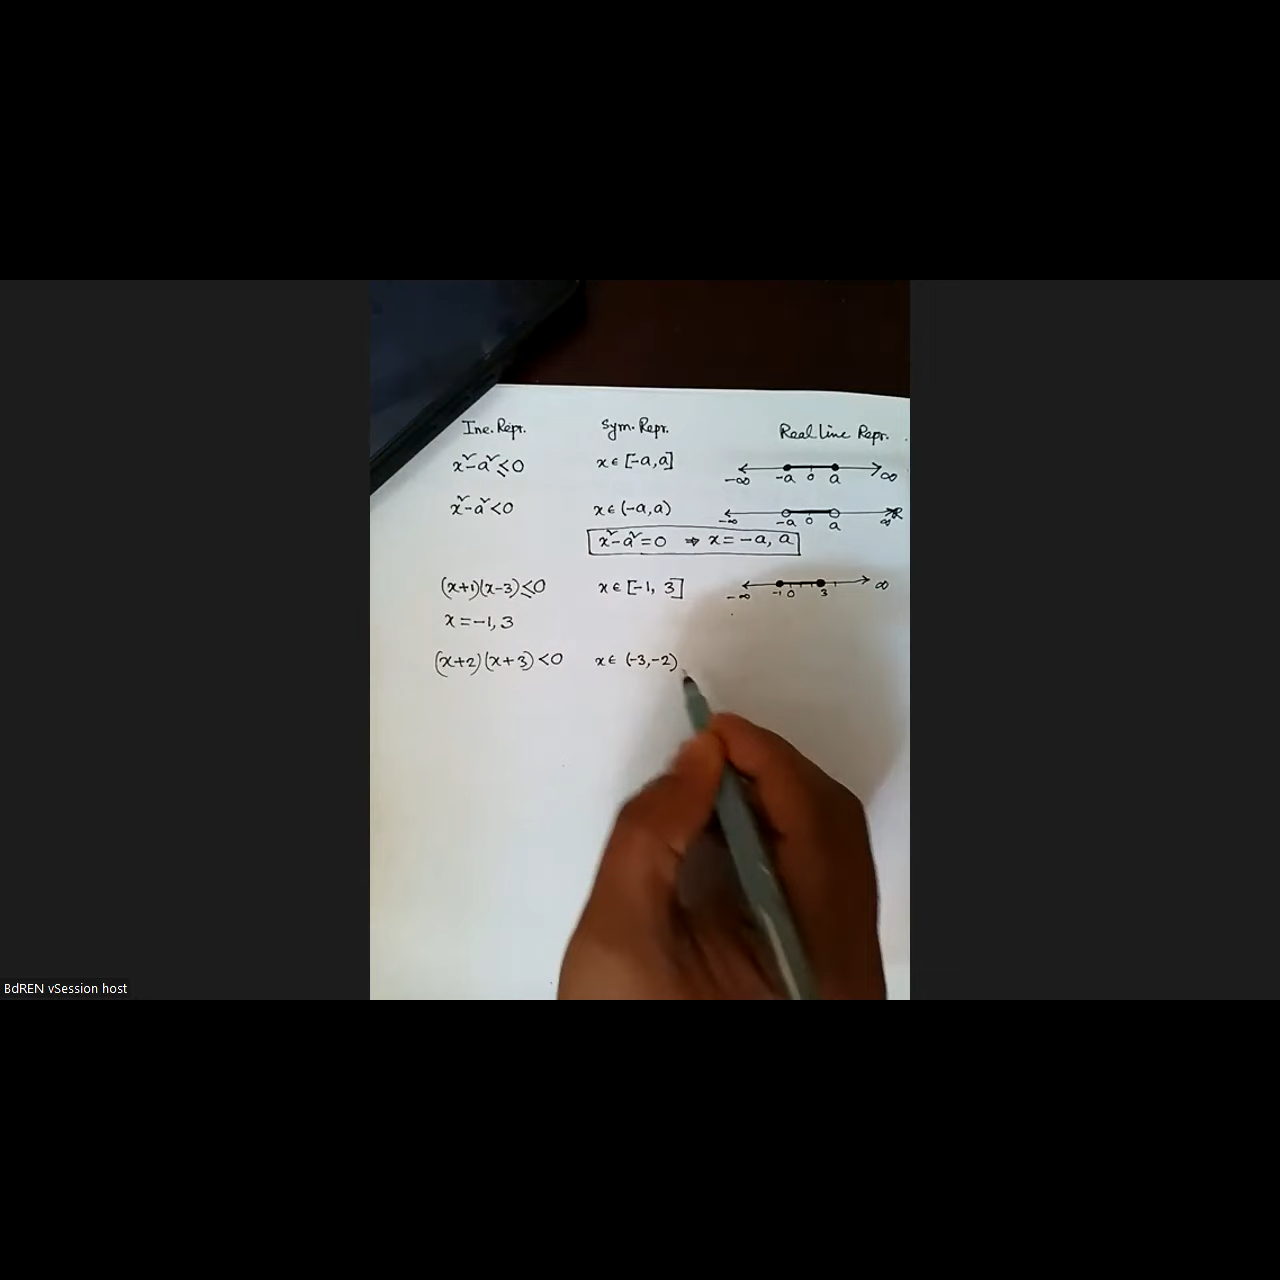 Ine. Repr. Sym. Repr. Real Line Repr.
x²-a²≤0 x∈[-a,a] -∞ -a 0 a ∞
x²-a²<0 x∈(-a,a) -∞ -a 0 a ∞
x²-a²=0 ⇒ x=-a, a
(x+1)(x-3)≤0 x∈[-1, 3] -∞ -1 0 3 ∞
x=-1,3
(x+2)(x+3)<0 x∈(-3,-2)
BdREN vSession host